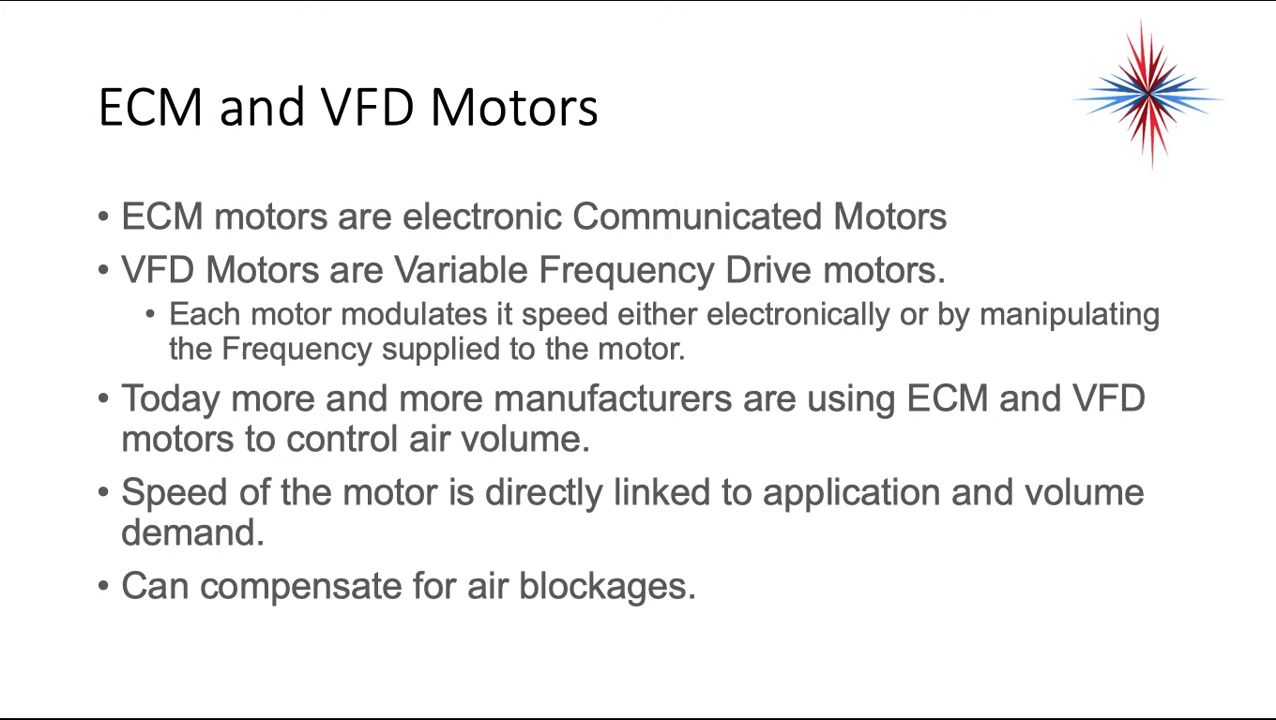 ECM and VFD Motors
• ECM motors are electronic Communicated Motors
• VFD Motors are Variable Frequency Drive motors.
• Each motor modulates it speed either electronically or by manipulating
the Frequency supplied to the motor.
• Today more and more manufacturers are using ECM and VFD
motors to control air volume.
• Speed of the motor is directly linked to application and volume
demand.
• Can compensate for air blockages.